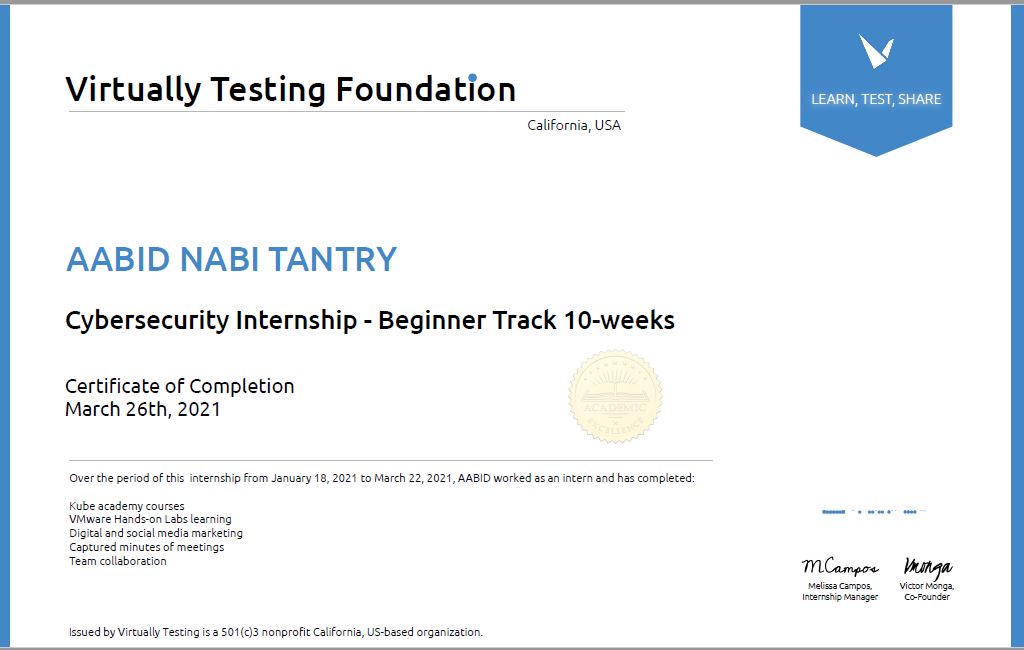 Virtually Testing Foundation
California, USA
LEARN, TEST, SHARE
AABID NABI TANTRY
Cybersecurity Internship - Beginner Track 10-weeks
Certificate of Completion
March 26th, 2021
ACADEMIC
EXCELLENCE
Over the period of this internship from January 18, 2021 to March 22, 2021, AABID worked as an intern and has completed:
Kube academy courses
VMware Hands-on Labs learning
Digital and social media marketing
Captured minutes of meetings
Team collaboration
M.Campos
Melissa Campos,
Internship Manager
VMonga
Victor Monga,
Co-Founder
Issued by Virtually Testing is a 501(c)3 nonprofit California, US-based organization.